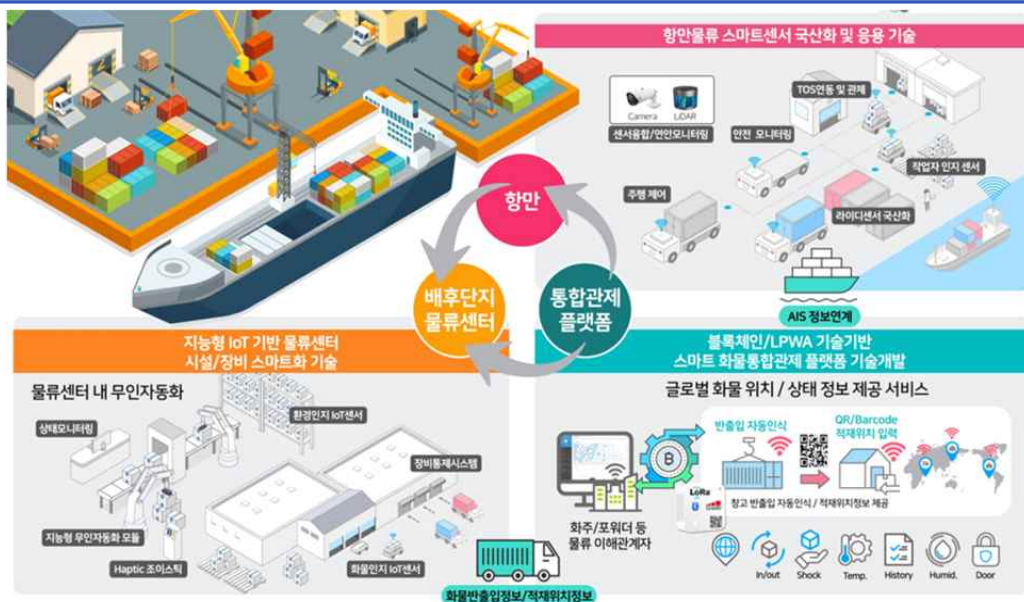 항만물류 스마트센서 국산화 및 응용 기술
TOS연동 및 관제
Camera
LiDAR
센서융합/연안모니터링
안전 모니터링
작업자 인지 센서
주행 제어
라이다센서 국산화
AIS 정보연계
항만
배후단지
물류센터
통합관제
플랫폼
지능형 IoT 기반 물류센터
시설/장비 스마트화 기술
물류센터 내 무인자동화
환경인지 IoT센서
상태모니터링
장비통제시스템
지능형 무인자동화 모듈
Haptic 조이스틱
화물인지 IoT센서
화물반출입정보/적재위치정보
블록체인/LPWA 기술기반
스마트 화물통합관제 플랫폼 기술개발
글로벌 화물 위치 / 상태 정보 제공 서비스
반출입 자동인식
QR/Barcode
적재위치 입력
B
LoRa
창고 반출입 자동인식 / 적재위치정보 제공
화주/포워더 등
물류 이해관계자
In/out
Shock
Temp.
History
Humid.
Door